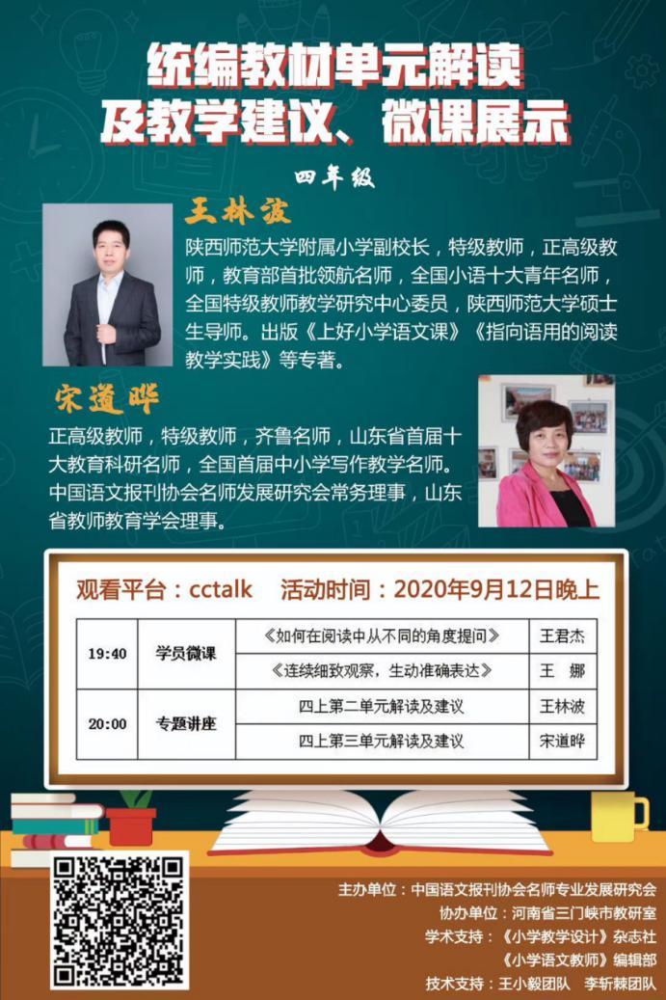 统编教材单元解读
及教学建议、微课展示
四年级
王林波
陕西师范大学附属小学副校长，特级教师，正高级教
师，教育部首批领航名师，全国小语十大青年名师，
全国特级教师教学研究中心委员，陕西师范大学硕士
生导师。出版《上好小学语文课》《指向语用的阅读
教学实践》等专著。
宋道晔
正高级教师，特级教师，齐鲁名师，山东省首届十
大教育科研名师，全国首届中小学写作教学名师。
中国语文报刊协会名师发展研究会常务理事，山东
省教师教育学会理事。
观看平台：cctalk 活动时间：2020年9月12日晚上
19:40 学员微课 《如何在阅读中从不同的角度提问》 王君杰
《连续细致观察，生动准确表达》 王 娜
20:00 专题讲座 四上第二单元解读及建议 王林波
四上第三单元解读及建议 宋道晔
主办单位：中国语文报刊协会名师专业发展研究会
协办单位：河南省三门峡市教研室
学术支持：《小学教学设计》杂志社
《小学语文教师》编辑部
技术支持：王小毅团队 李斩棘团队